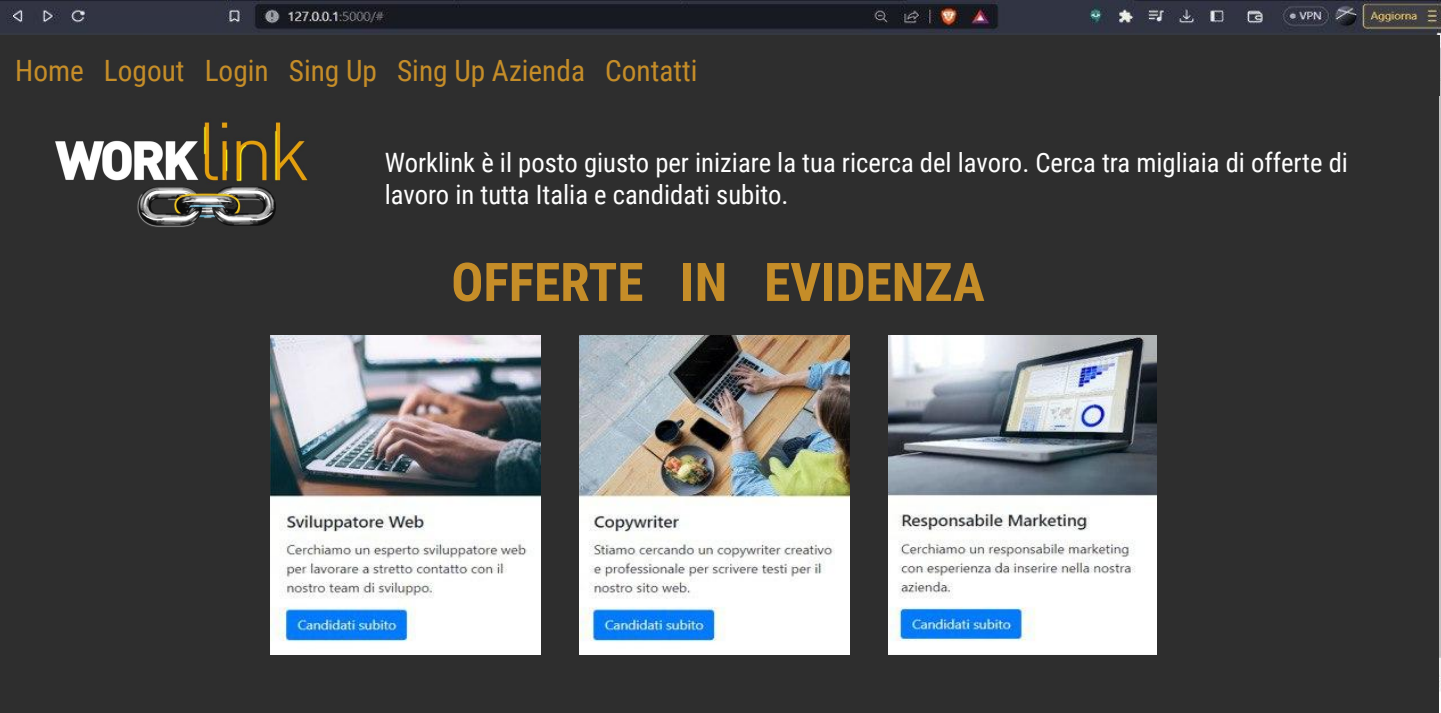 127.0.0.1:5000/#
VPN
Aggiorna
Home Logout Login Sing Up Sing Up Azienda Contatti
WORKlink
Worklink è il posto giusto per iniziare la tua ricerca del lavoro. Cerca tra migliaia di offerte di
lavoro in tutta Italia e candidati subito.
OFFERTE IN EVIDENZA
Sviluppatore Web
Cerchiamo un esperto sviluppatore web
per lavorare a stretto contatto con il
nostro team di sviluppo.
Candidati subito
Copywriter
Stiamo cercando un copywriter creativo
e professionale per scrivere testi per il
nostro sito web.
Candidati subito
Responsabile Marketing
Cerchiamo un responsabile marketing
con esperienza da inserire nella nostra
azienda.
Candidati subito